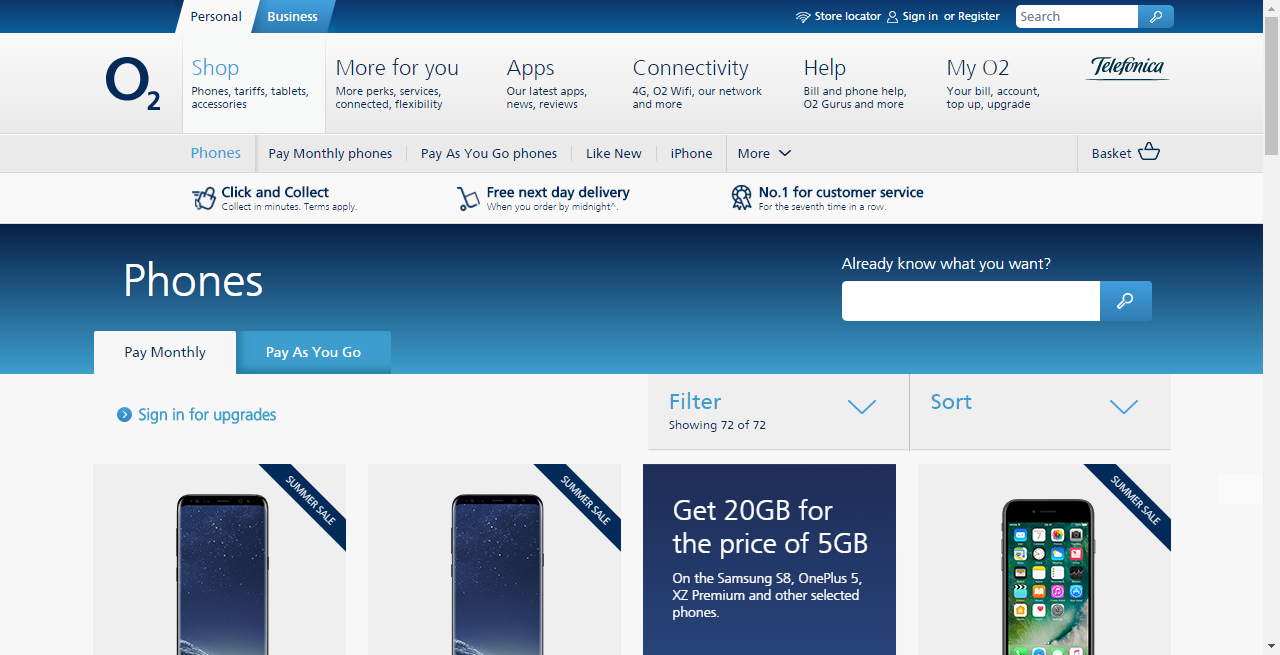 Personal
Business
Store locator
Sign in or Register
Search
O2
Shop
Phones, tariffs, tablets,
accessories
More for you
More perks, services,
connected, flexibility
Apps
Our latest apps,
news, reviews
Connectivity
4G, O2 Wifi, our network
and more
Help
Bill and phone help,
O2 Gurus and more
My O2
Your bill, account,
top up, upgrade
Telefónica
Phones
Pay Monthly phones
Pay As You Go phones
Like New
iPhone
More
Basket
Click and Collect
Collect in minutes. Terms apply.
Free next day delivery
When you order by midnight^.
No.1 for customer service
For the seventh time in a row.
Phones
Already know what you want?
Pay Monthly
Pay As You Go
Sign in for upgrades
Filter
Showing 72 of 72
Sort
SUMMER SALE
SUMMER SALE
Get 20GB for
the price of 5GB
On the Samsung S8, OnePlus 5,
XZ Premium and other selected
phones.
SUMMER SALE